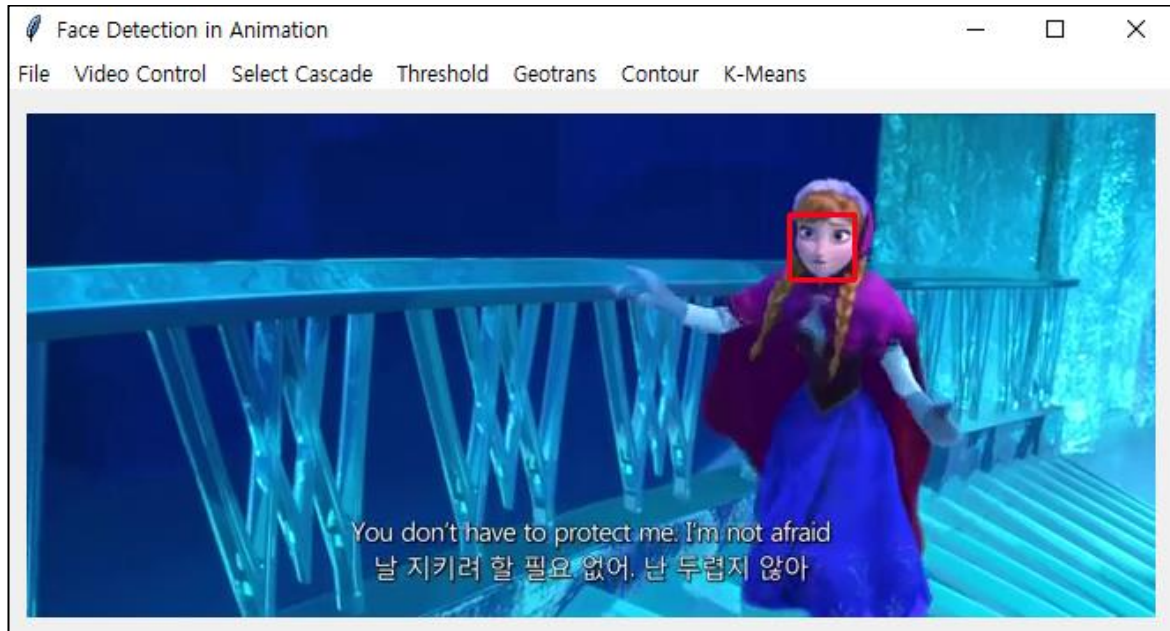 Face Detection in Animation
File Video Control Select Cascade Threshold Geotrans Contour K-Means
You don't have to protect me. I'm not afraid
날 지키려 할 필요 없어. 난 두렵지 않아